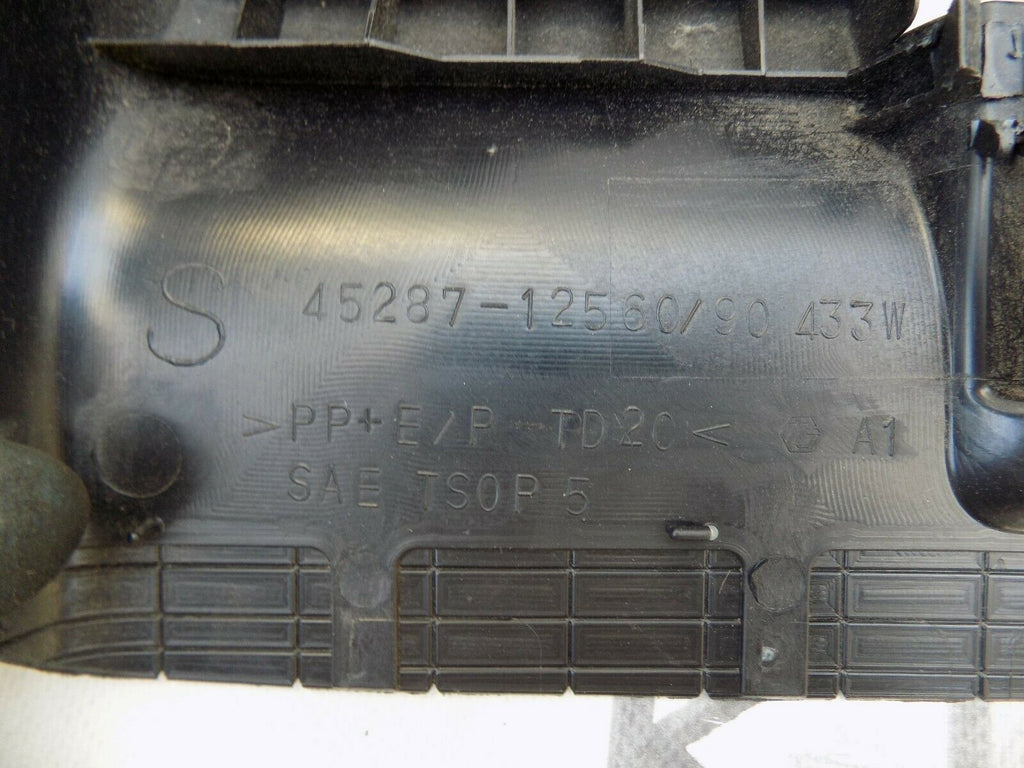 S 45287-12560/90 433W
>PP+E/P-TD20< A1
SAE TSOP 5